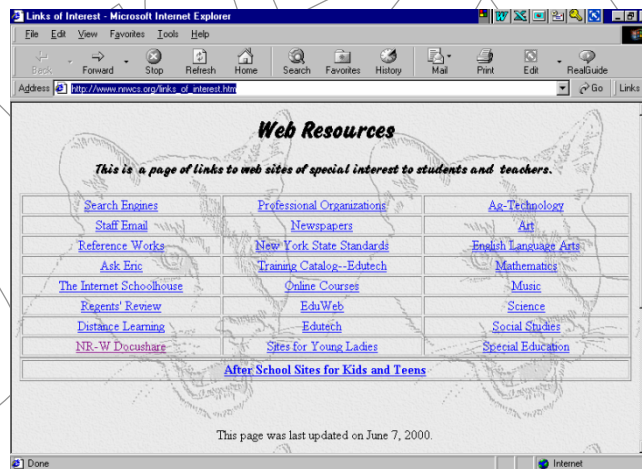 Links of Interest - Microsoft Internet Explorer
File Edit View Favorites Tools Help
Back Forward Stop Refresh Home Search Favorites History Mail Print Edit RealGuide
Address http://www.nrwcs.org/links_of_interest.htm Go Links
Web Resources
This is a page of links to web sites of special interest to students and teachers.
Search Engines Professional Organizations Ag-Technology
Staff Email Newspapers Art
Reference Works New York State Standards English Language Arts
Ask Eric Training Catalog--Edutech Mathematics
The Internet Schoolhouse Online Courses Music
Regents' Review EduWeb Science
Distance Learning Edutech Social Studies
NR-W Docushare Sites for Young Ladies Special Education
After School Sites for Kids and Teens
This page was last updated on June 7, 2000.
Done Internet